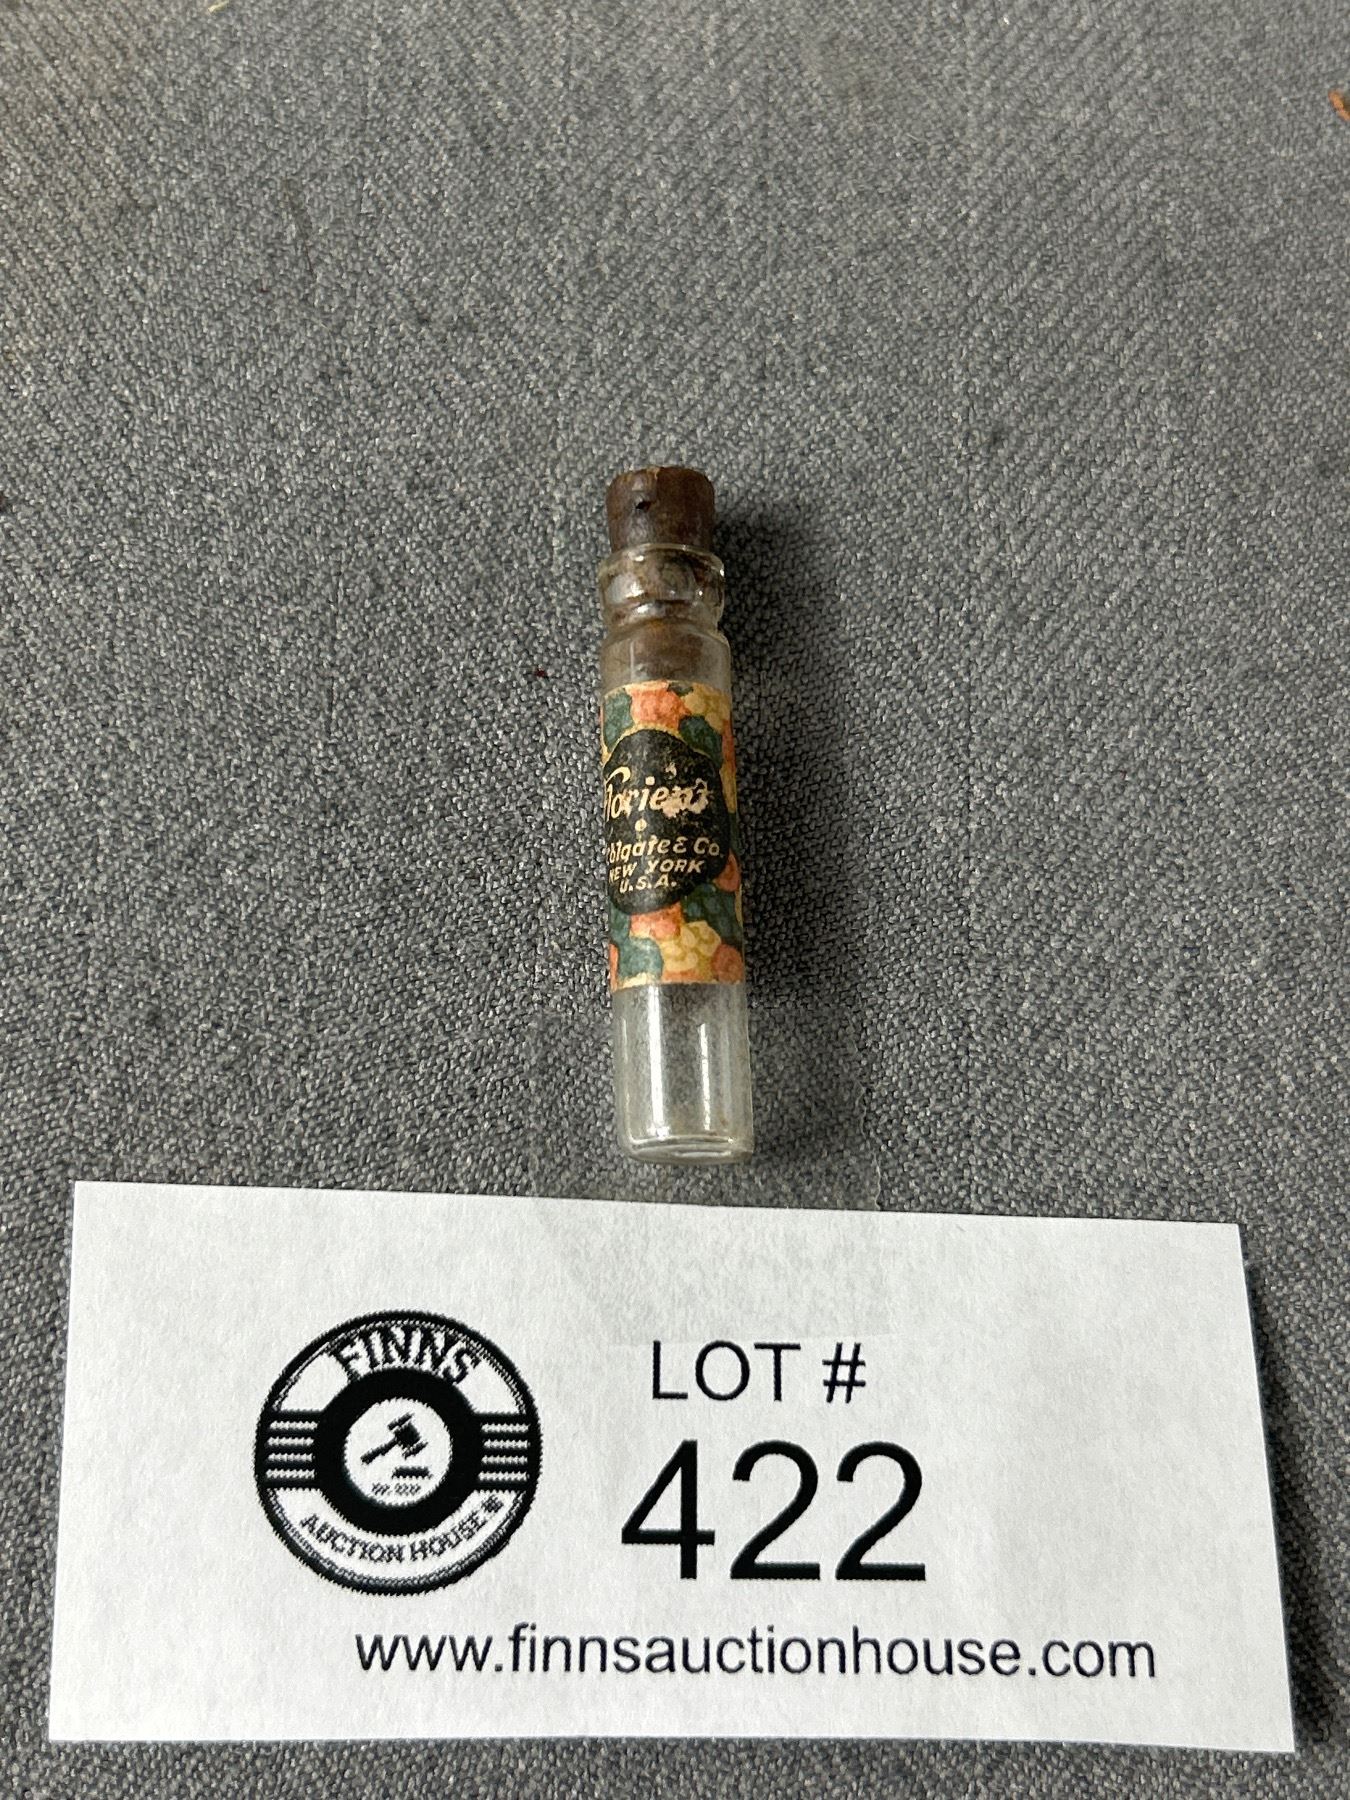 Florient
Colgate & Co.
NEW YORK
U.S.A.
FINNS
AUCTION HOUSE
LOT #
422
www.finnsauctionhouse.com